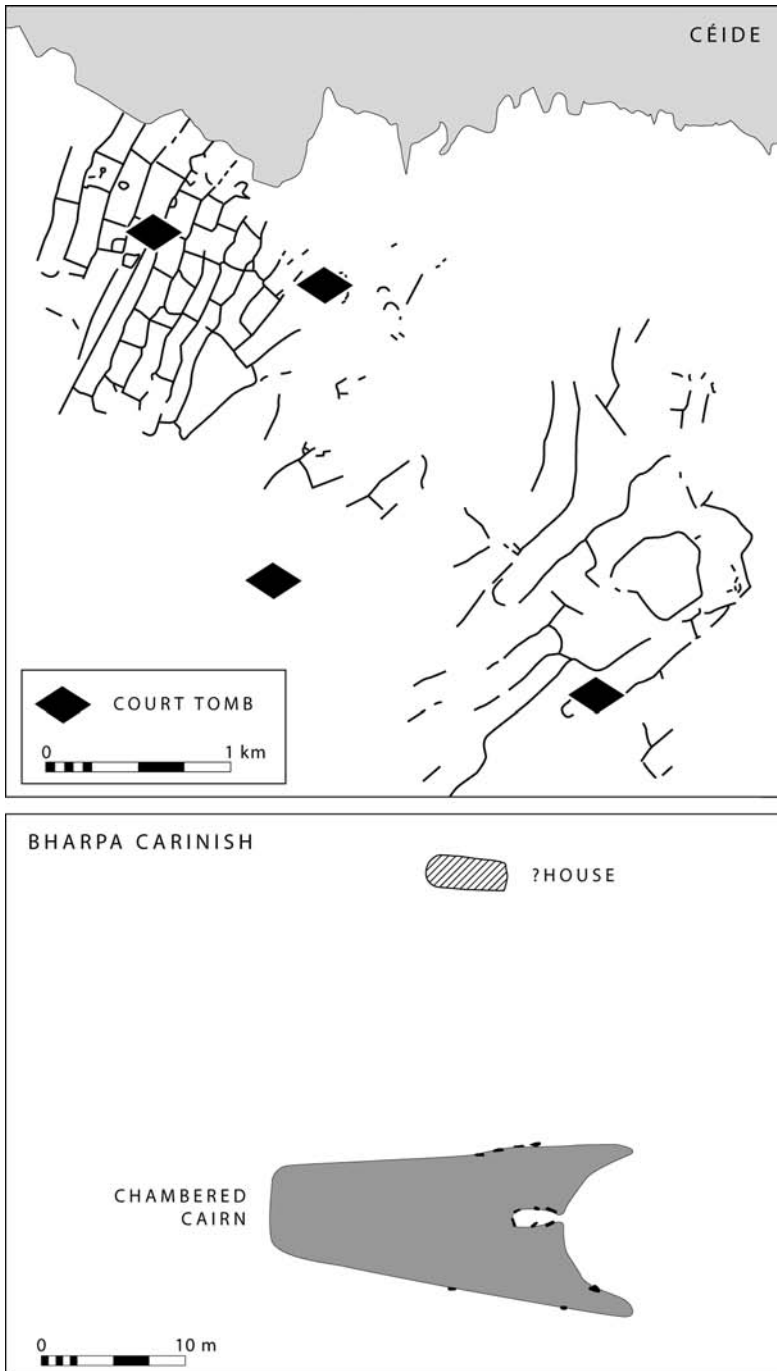 CÉIDE
COURT TOMB
0 1 km
BHARPA CARINISH
?HOUSE
CHAMBERED
CAIRN
0 10 m